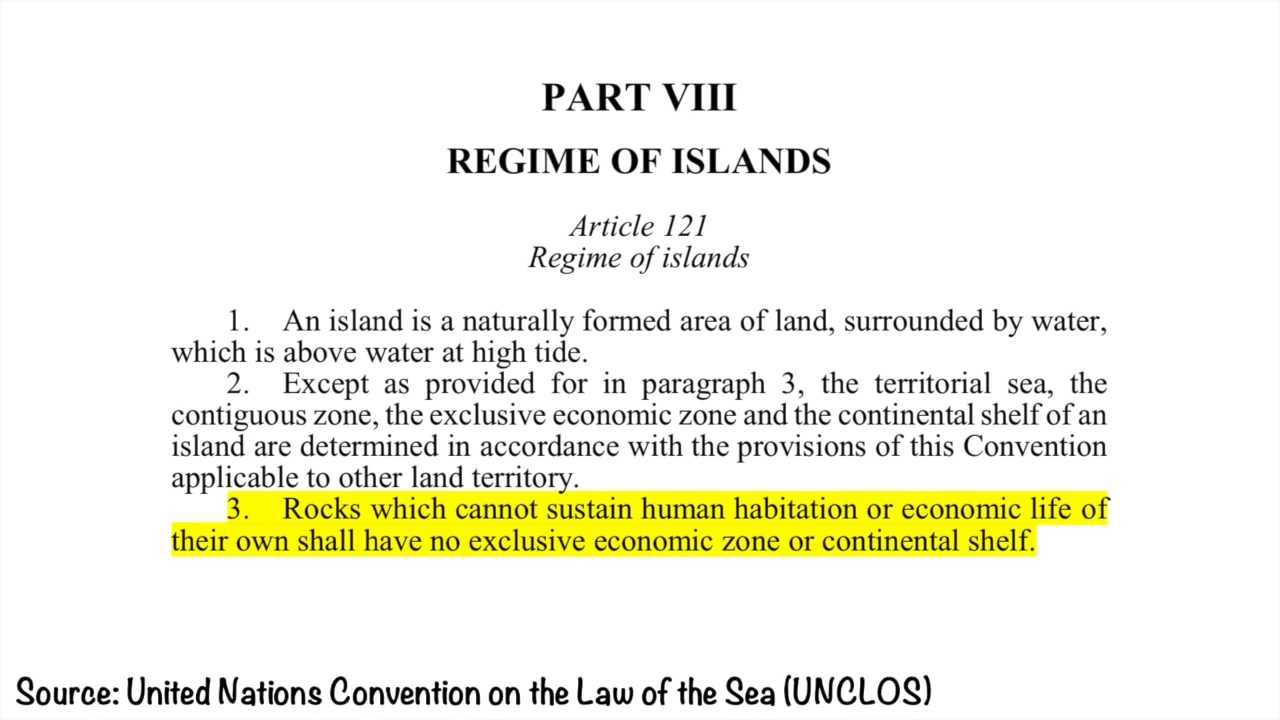 PART VIII
REGIME OF ISLANDS
Article 121
Regime of islands
1. An island is a naturally formed area of land, surrounded by water,
which is above water at high tide.
2. Except as provided for in paragraph 3, the territorial sea, the
contiguous zone, the exclusive economic zone and the continental shelf of an
island are determined in accordance with the provisions of this Convention
applicable to other land territory.
3. Rocks which cannot sustain human habitation or economic life of
their own shall have no exclusive economic zone or continental shelf.
Source: United Nations Convention on the Law of the Sea (UNCLOS)